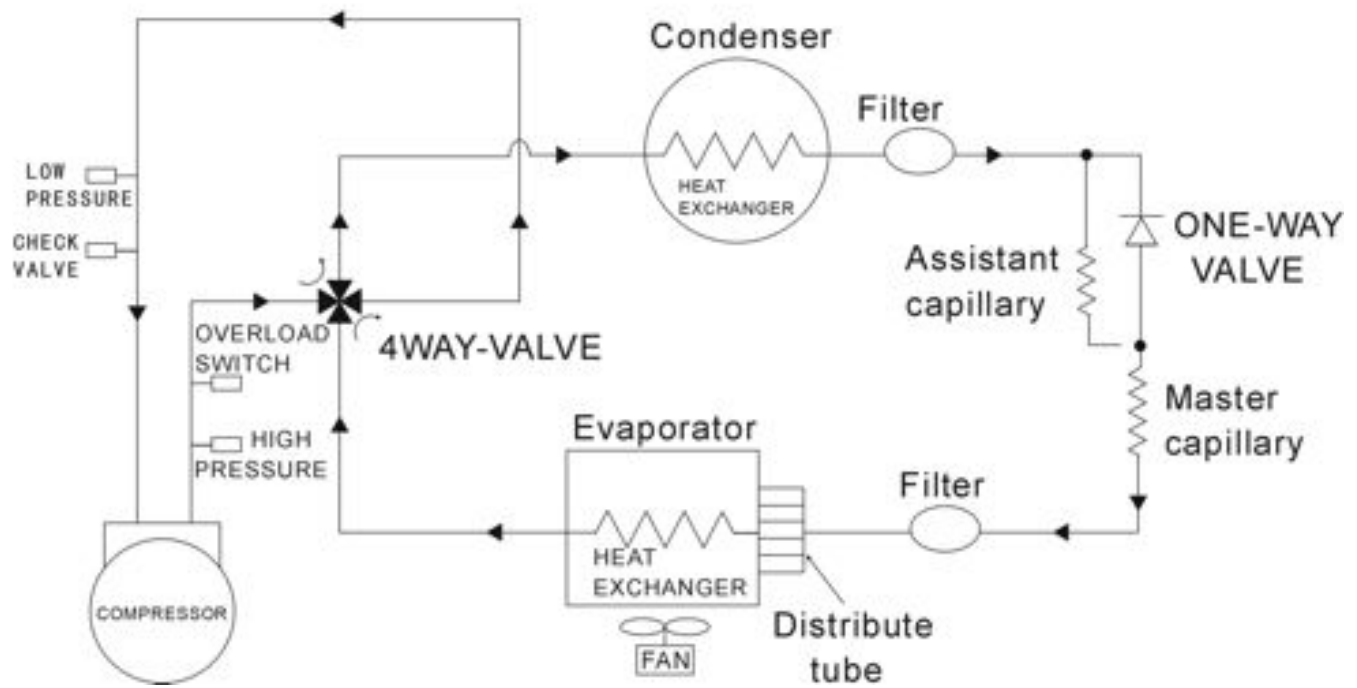 Condenser
Filter
HEAT
EXCHANGER
LOW
PRESSURE
CHECK
VALVE
ONE-WAY
VALVE
Assistant
capillary
OVERLOAD
SWITCH
4WAY-VALVE
HIGH
PRESSURE
Master
capillary
Evaporator
Filter
HEAT
EXCHANGER
COMPRESSOR
Distribute
tube
FAN